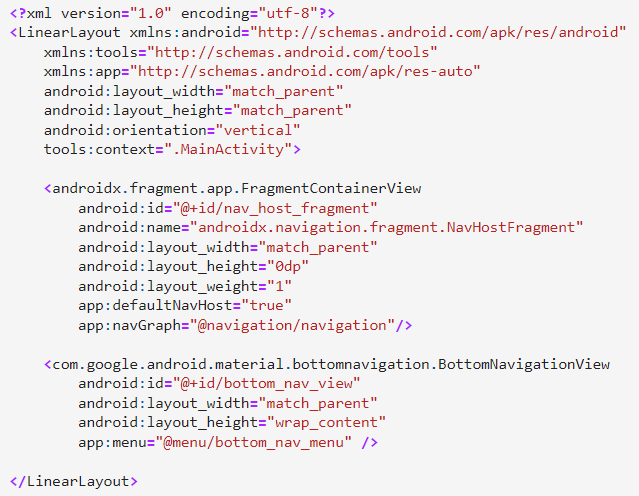 <?xml version="1.0" encoding="utf-8"?>
<LinearLayout xmlns:android="http://schemas.android.com/apk/res/android"
    xmlns:tools="http://schemas.android.com/tools"
    xmlns:app="http://schemas.android.com/apk/res-auto"
    android:layout_width="match_parent"
    android:layout_height="match_parent"
    android:orientation="vertical"
    tools:context=".MainActivity">

    <androidx.fragment.app.FragmentContainerView
        android:id="@+id/nav_host_fragment"
        android:name="androidx.navigation.fragment.NavHostFragment"
        android:layout_width="match_parent"
        android:layout_height="0dp"
        android:layout_weight="1"
        app:defaultNavHost="true"
        app:navGraph="@navigation/navigation"/>

    <com.google.android.material.bottomnavigation.BottomNavigationView
        android:id="@+id/bottom_nav_view"
        android:layout_width="match_parent"
        android:layout_height="wrap_content"
        app:menu="@menu/bottom_nav_menu" />

</LinearLayout>